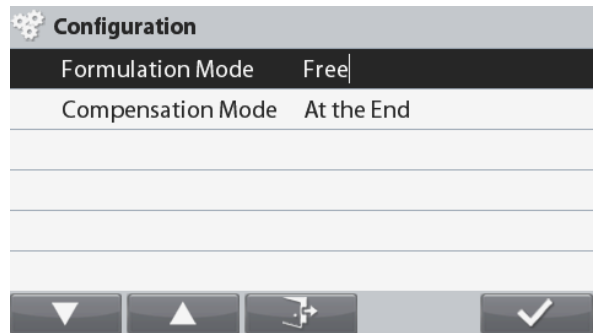 Configuration
Formulation Mode Free
Compensation Mode At the End